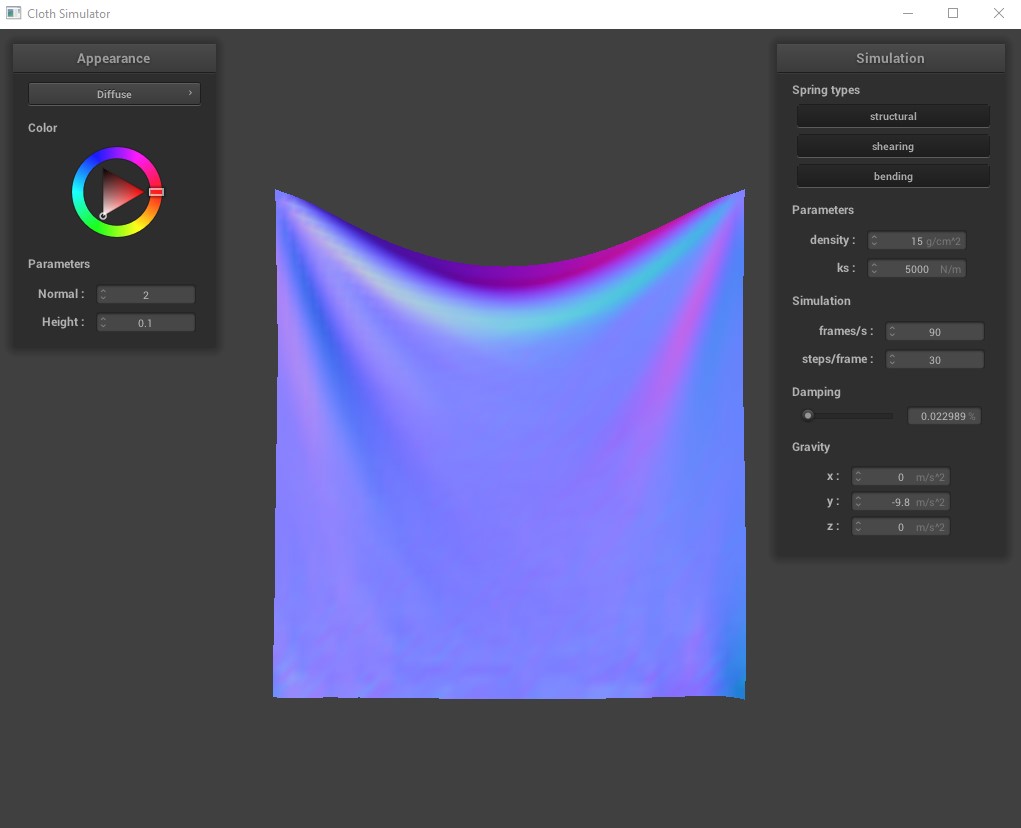 Cloth Simulator
Appearance
Diffuse
Color
Parameters
Normal : 2
Height : 0.1
Simulation
Spring types
structural
shearing
bending
Parameters
density : 15 g/cm^2
ks : 5000 N/m
Simulation
frames/s : 90
steps/frame : 30
Damping
0.022989 %
Gravity
x : 0 m/s^2
y : -9.8 m/s^2
z : 0 m/s^2